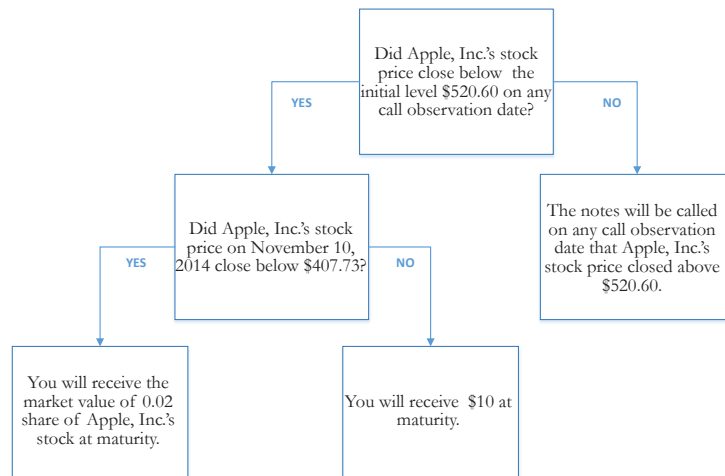 Did Apple, Inc.'s stock
price close below the
initial level $520.60 on any
call observation date?
YES
NO
Did Apple, Inc.'s stock
price on November 10,
2014 close below $407.73?
The notes will be called
on any call observation
date that Apple, Inc.'s
stock price closed above
$520.60.
YES
NO
You will receive the
market value of 0.02
share of Apple, Inc.'s
stock at maturity.
You will receive $10 at
maturity.